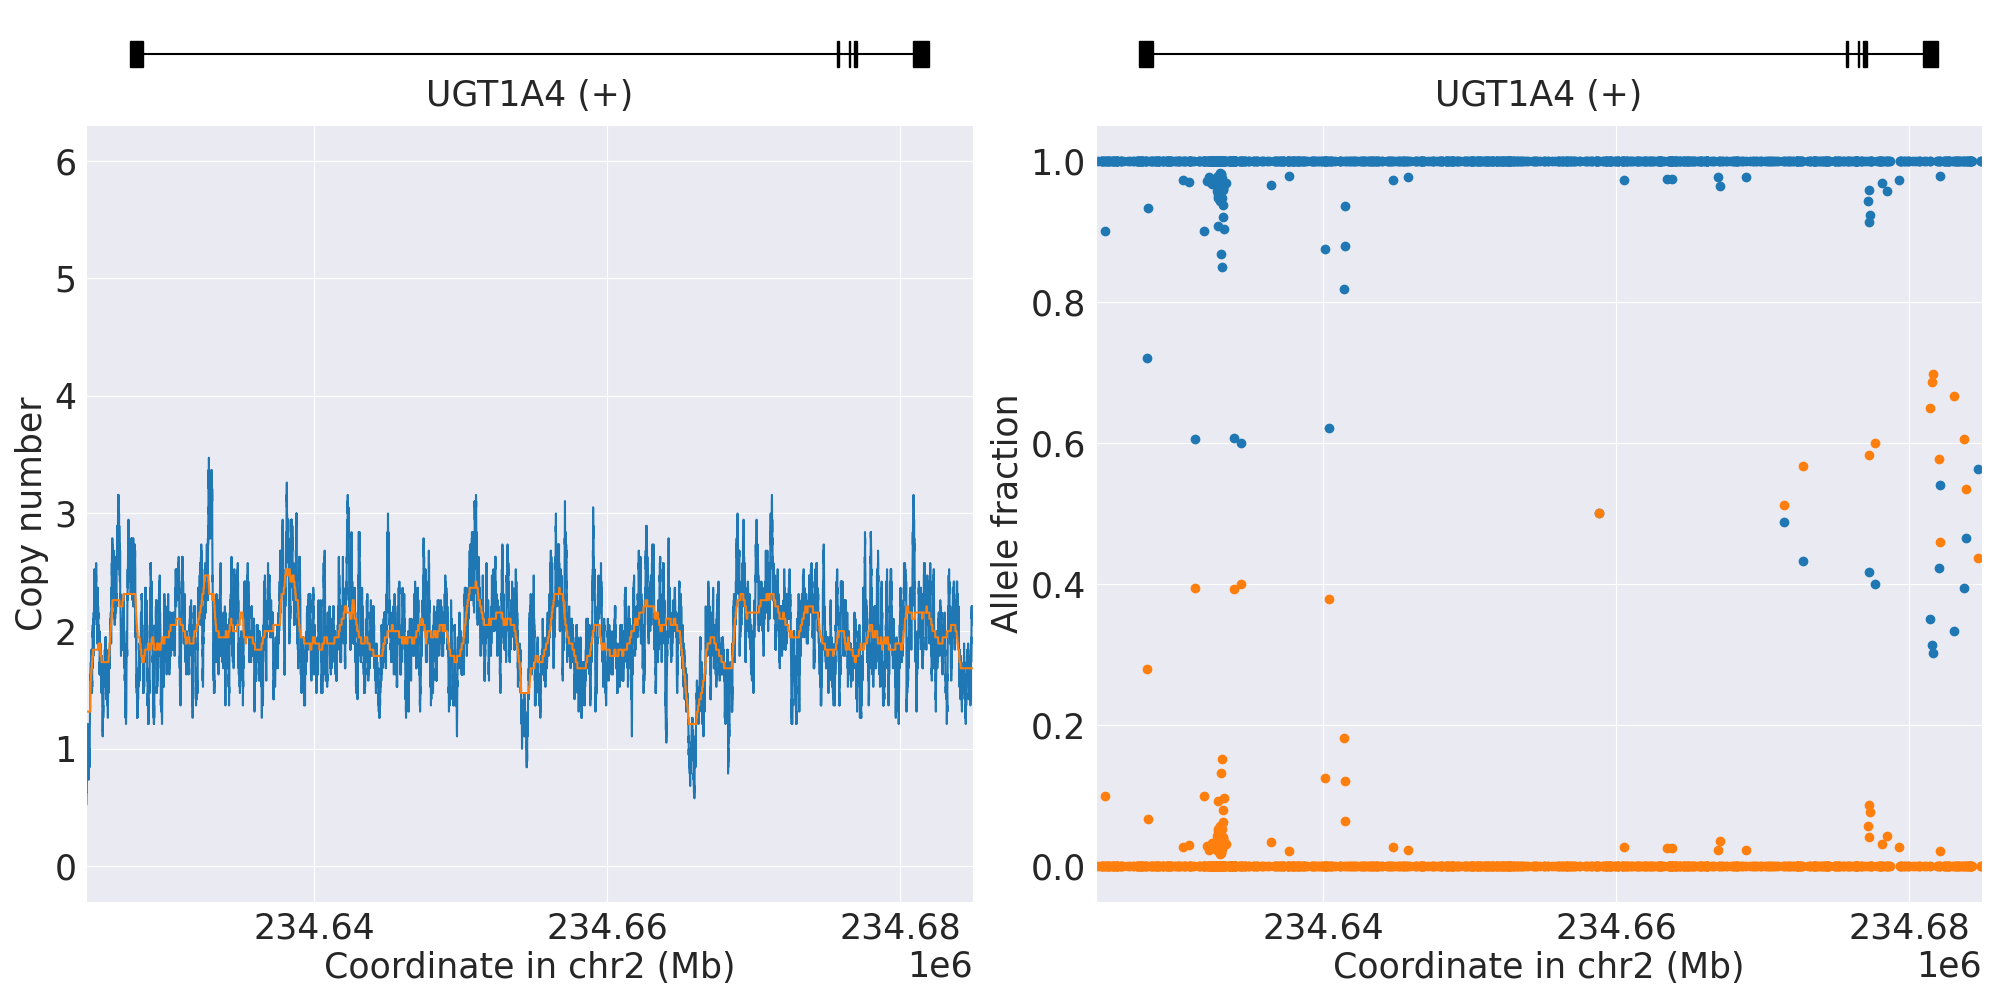 UGT1A4 (+)
6
5
4
3
2
1
0
Copy number
234.64
234.66
234.68
Coordinate in chr2 (Mb)
1e6
UGT1A4 (+)
1.0
0.8
0.6
0.4
0.2
0.0
Allele fraction
234.64
234.66
234.68
Coordinate in chr2 (Mb)
1e6